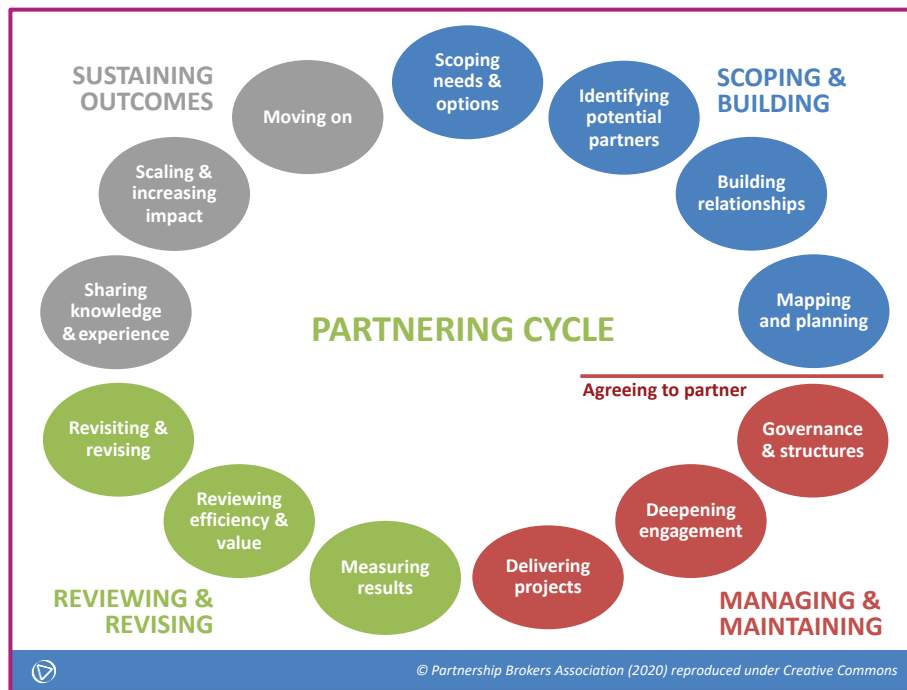 SUSTAINING
OUTCOMES
Moving on
Scoping
needs &
options
Identifying
potential
partners
SCOPING &
BUILDING
Scaling &
increasing
impact
Building
relationships
Sharing
knowledge
& experience
PARTNERING CYCLE
Mapping
and planning
Agreeing to partner
Revisiting &
revising
Governance
& structures
Reviewing
efficiency &
value
Deepening
engagement
Measuring
results
Delivering
projects
REVIEWING &
REVISING
MANAGING &
MAINTAINING
© Partnership Brokers Association (2020) reproduced under Creative Commons